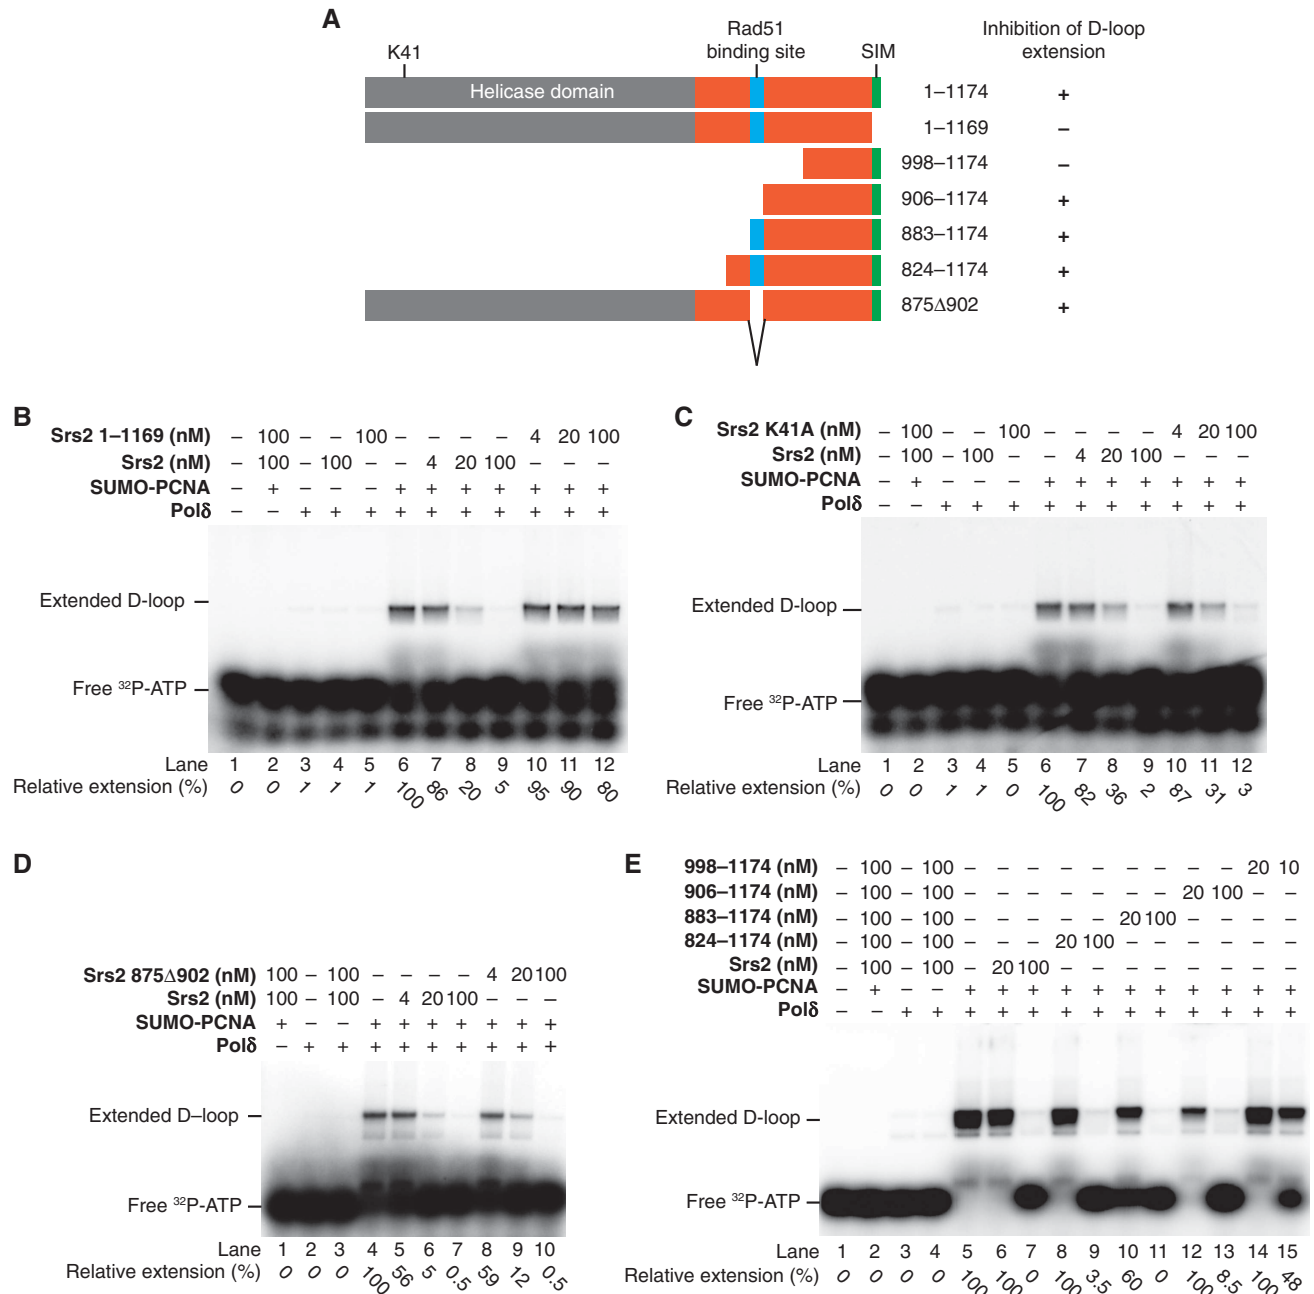 A
K41
Rad51
binding site
SIM
Inhibition of D-loop
extension
Helicase domain
1–1174 +
1–1169 –
998–1174 –
906–1174 +
883–1174 +
824–1174 +
875Δ902 +
B
Srs2 1–1169 (nM) – 100 – – 100 – – – – 4 20 100
Srs2 (nM) – 100 – 100 – – 4 20 100 – – –
SUMO-PCNA – + – – – + + + + + + +
Polδ – – + + + + + + + + + +
Extended D-loop
Free ³²P-ATP
Lane 1 2 3 4 5 6 7 8 9 10 11 12
Relative extension (%) 0 0 1 1 1 100 86 20 5 95 90 80
C
Srs2 K41A (nM) – 100 – – 100 – – – – 4 20 100
Srs2 (nM) – 100 – 100 – – 4 20 100 – – –
SUMO-PCNA – + – – – + + + + + + +
Polδ – – + + + + + + + + + +
Extended D-loop
Free ³²P-ATP
Lane 1 2 3 4 5 6 7 8 9 10 11 12
Relative extension (%) 0 0 1 1 0 100 82 36 2 87 31 3
D
Srs2 875Δ902 (nM) 100 – 100 – – – – 4 20 100
Srs2 (nM) 100 – 100 – 4 20 100 – – –
SUMO-PCNA + – – + + + + + + +
Polδ – + + + + + + + + +
Extended D–loop
Free ³²P-ATP
Lane 1 2 3 4 5 6 7 8 9 10
Relative extension (%) 0 0 0 100 56 5 0.5 59 12 0.5
E
998–1174 (nM) – 100 – 100 – – – – – – – – – 20 10
906–1174 (nM) – 100 – 100 – – – – – – – 20 100 – –
883–1174 (nM) – 100 – 100 – – – – – 20 100 – – – –
824–1174 (nM) – 100 – 100 – – – 20 100 – – – – – –
Srs2 (nM) – 100 – 100 – 20 100 – – – – – – – –
SUMO-PCNA – + – – + + + + + + + + + + +
Polδ – – + + + + + + + + + + + + +
Extended D-loop
Free ³²P-ATP
Lane 1 2 3 4 5 6 7 8 9 10 11 12 13 14 15
Relative extension (%) 0 0 0 0 100 100 0 100 3.5 60 0 100 8.5 100 48